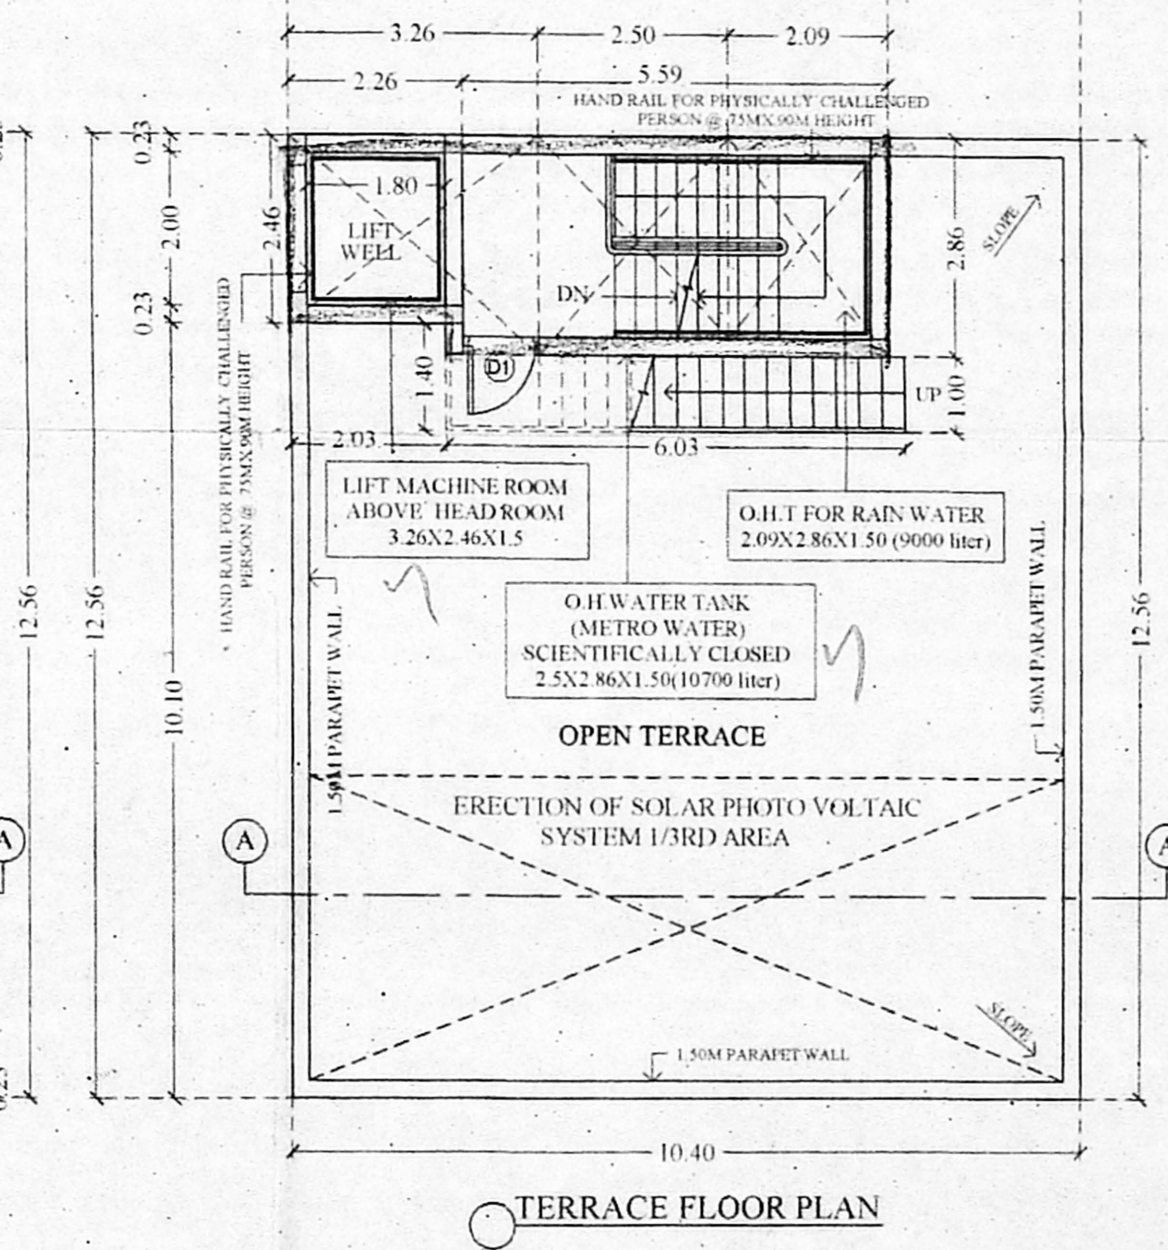 3.26
2.50
2.09
2.26
5.59
HAND RAIL FOR PHYSICALLY CHALLENGED
PERSON @ .75MX.90M HEIGHT
0.23
2.00
0.23
2.46
1.80
LIFT
WELL
DN
SLOPE
2.86
HAND RAIL FOR PHYSICALLY CHALLENGED
PERSON @ .75MX.90M HEIGHT
1.40
D1
UP
1.00
2.03
6.03
LIFT MACHINE ROOM
ABOVE HEAD ROOM
3.26X2.46X1.5
O.H.T FOR RAIN WATER
2.09X2.86X1.50 (9000 liter)
O.H.WATER TANK
(METRO WATER)
SCIENTIFICALLY CLOSED
2.5X2.86X1.50(10700 liter)
12.56
12.56
10.10
1.50M PARAPET WALL
1.50M PARAPET WALL
12.56
OPEN TERRACE
ERECTION OF SOLAR PHOTO VOLTAIC
SYSTEM 1/3RD AREA
A
A
A
SLOPE
1.50M PARAPET WALL
10.40
TERRACE FLOOR PLAN